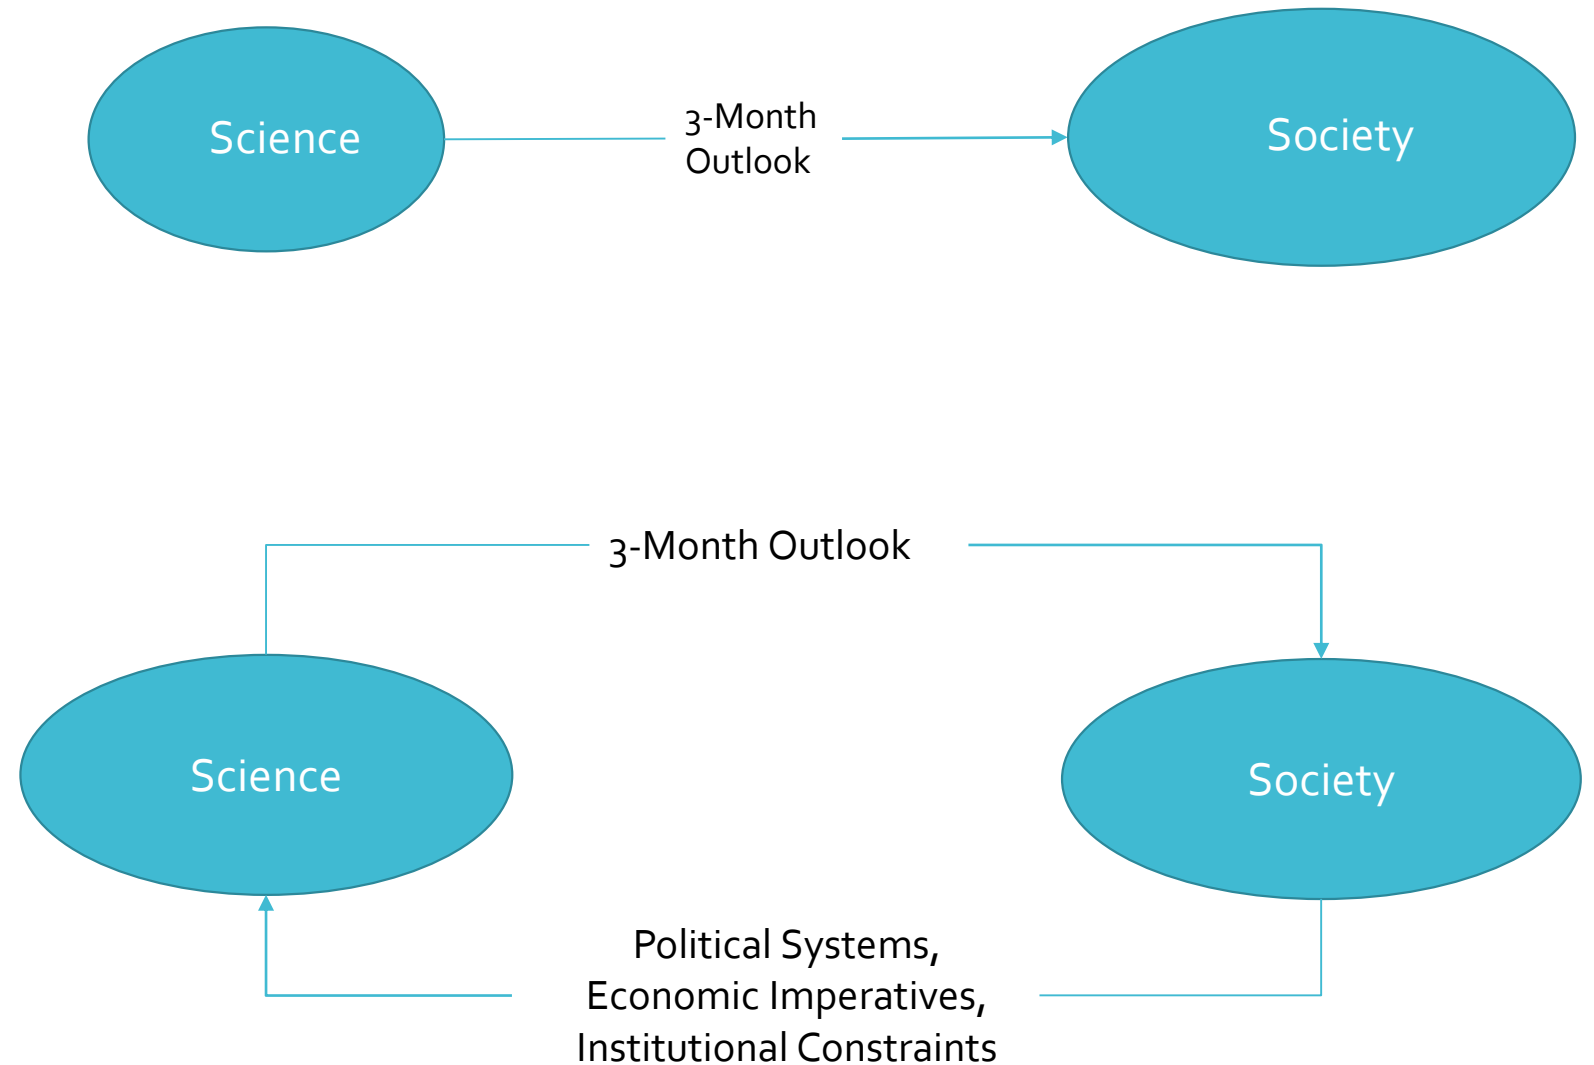 Science
3-Month
Outlook
Society
3-Month Outlook
Science
Society
Political Systems,
Economic Imperatives,
Institutional Constraints